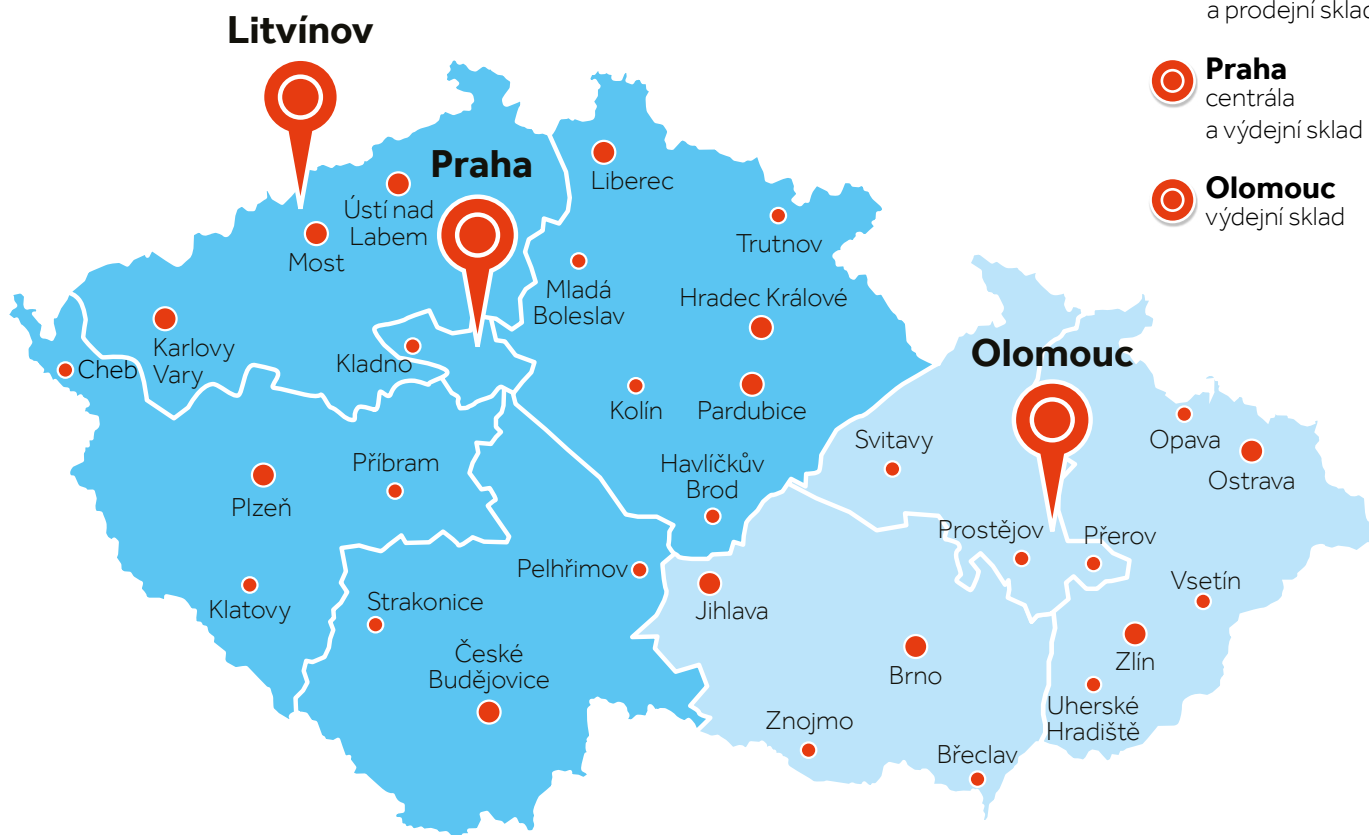 Litvínov
a prodejní sklad
Praha
centrála
a výdejní sklad
Olomouc
výdejní sklad
Praha
Liberec
Ústí nad
Labem
Most
Trutnov
Mladá
Boleslav
Hradec Králové
Karlovy
Vary
Cheb
Kladno
Olomouc
Kolín
Pardubice
Svitavy
Opava
Ostrava
Havlíčkův
Brod
Příbram
Plzeň
Prostějov
Přerov
Pelhřimov
Vsetín
Klatovy
Strakonice
Jihlava
České
Budějovice
Brno
Zlín
Uherské
Hradiště
Znojmo
Břeclav